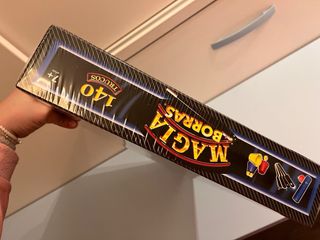 MAGIA
BORRAS
140
TRUCOS
7+